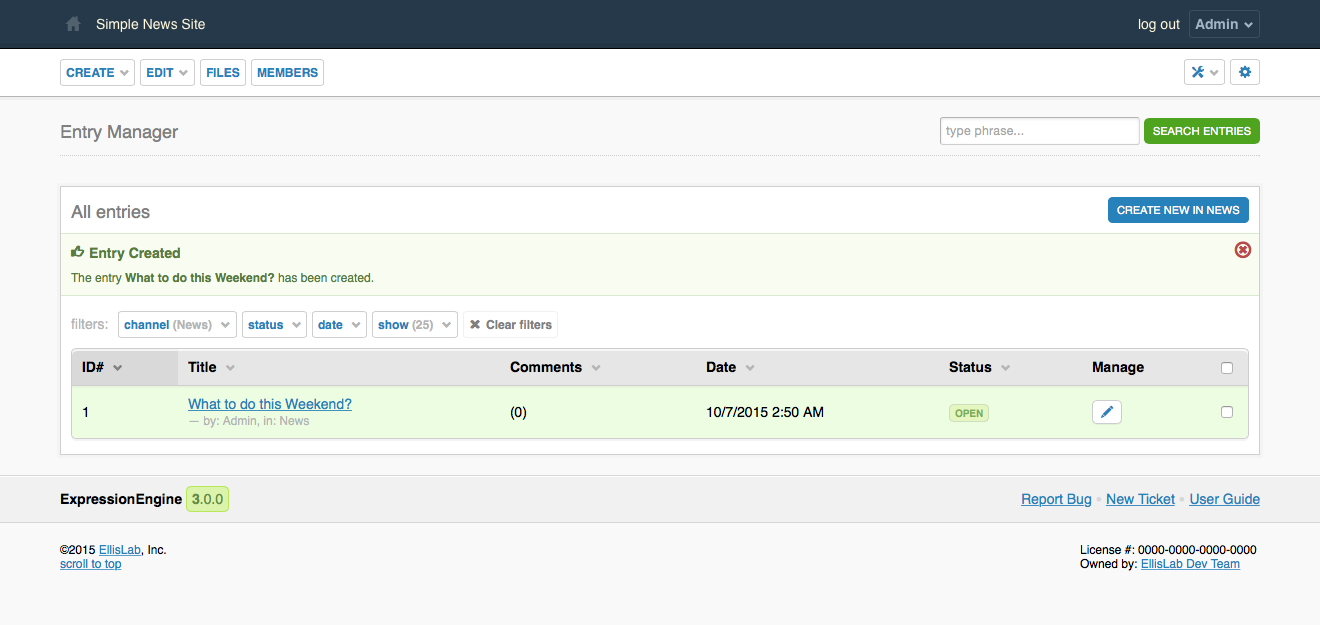 Simple News Site
log out Admin
CREATE EDIT FILES MEMBERS
Entry Manager
type phrase... SEARCH ENTRIES
All entries
CREATE NEW IN NEWS
Entry Created
The entry What to do this Weekend? has been created.
filters: channel (News) status date show (25) Clear filters
ID# Title Comments Date Status Manage
1 What to do this Weekend? (0) 10/7/2015 2:50 AM OPEN
— by: Admin, in: News
ExpressionEngine 3.0.0
Report Bug • New Ticket • User Guide
©2015 EllisLab, Inc.
scroll to top
License #: 0000-0000-0000-0000
Owned by: EllisLab Dev Team